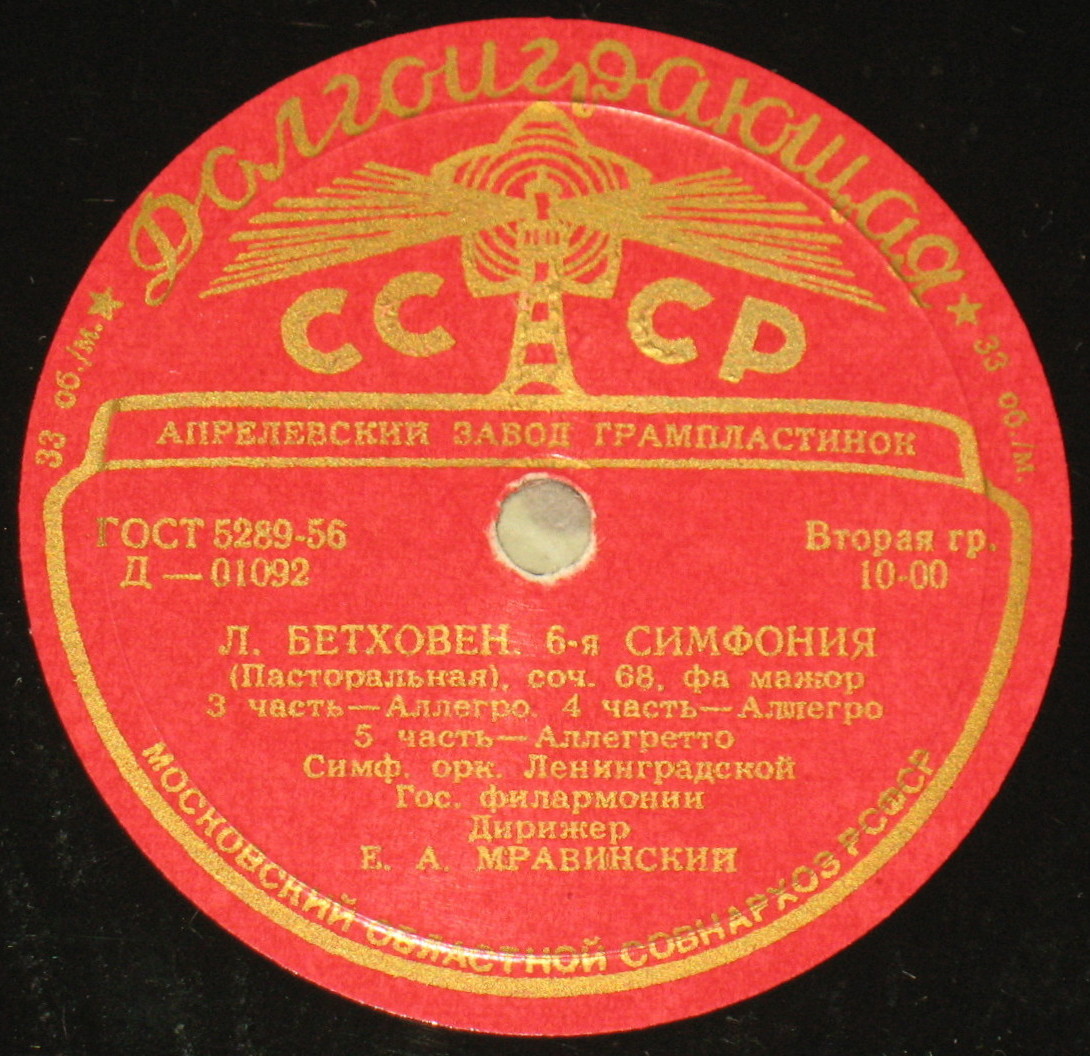 Долгоиграющая
★ 33 об./м.
33 об./м. ★
СССР
АПРЕЛЕВСКИЙ ЗАВОД ГРАМПЛАСТИНОК
ГОСТ 5289-56
Д — 01092
Вторая гр.
10-00
Л. БЕТХОВЕН. 6-я СИМФОНИЯ
(Пасторальная), соч. 68, фа мажор
3 часть — Аллегро. 4 часть — Аллегро
5 часть — Аллегретто
Симф. орк. Ленинградской
Гос. филармонии
Дирижер
Е. А. МРАВИНСКИЙ
МОСКОВСКИЙ ОБЛАСТНОЙ СОВНАРХОЗ РСФСР